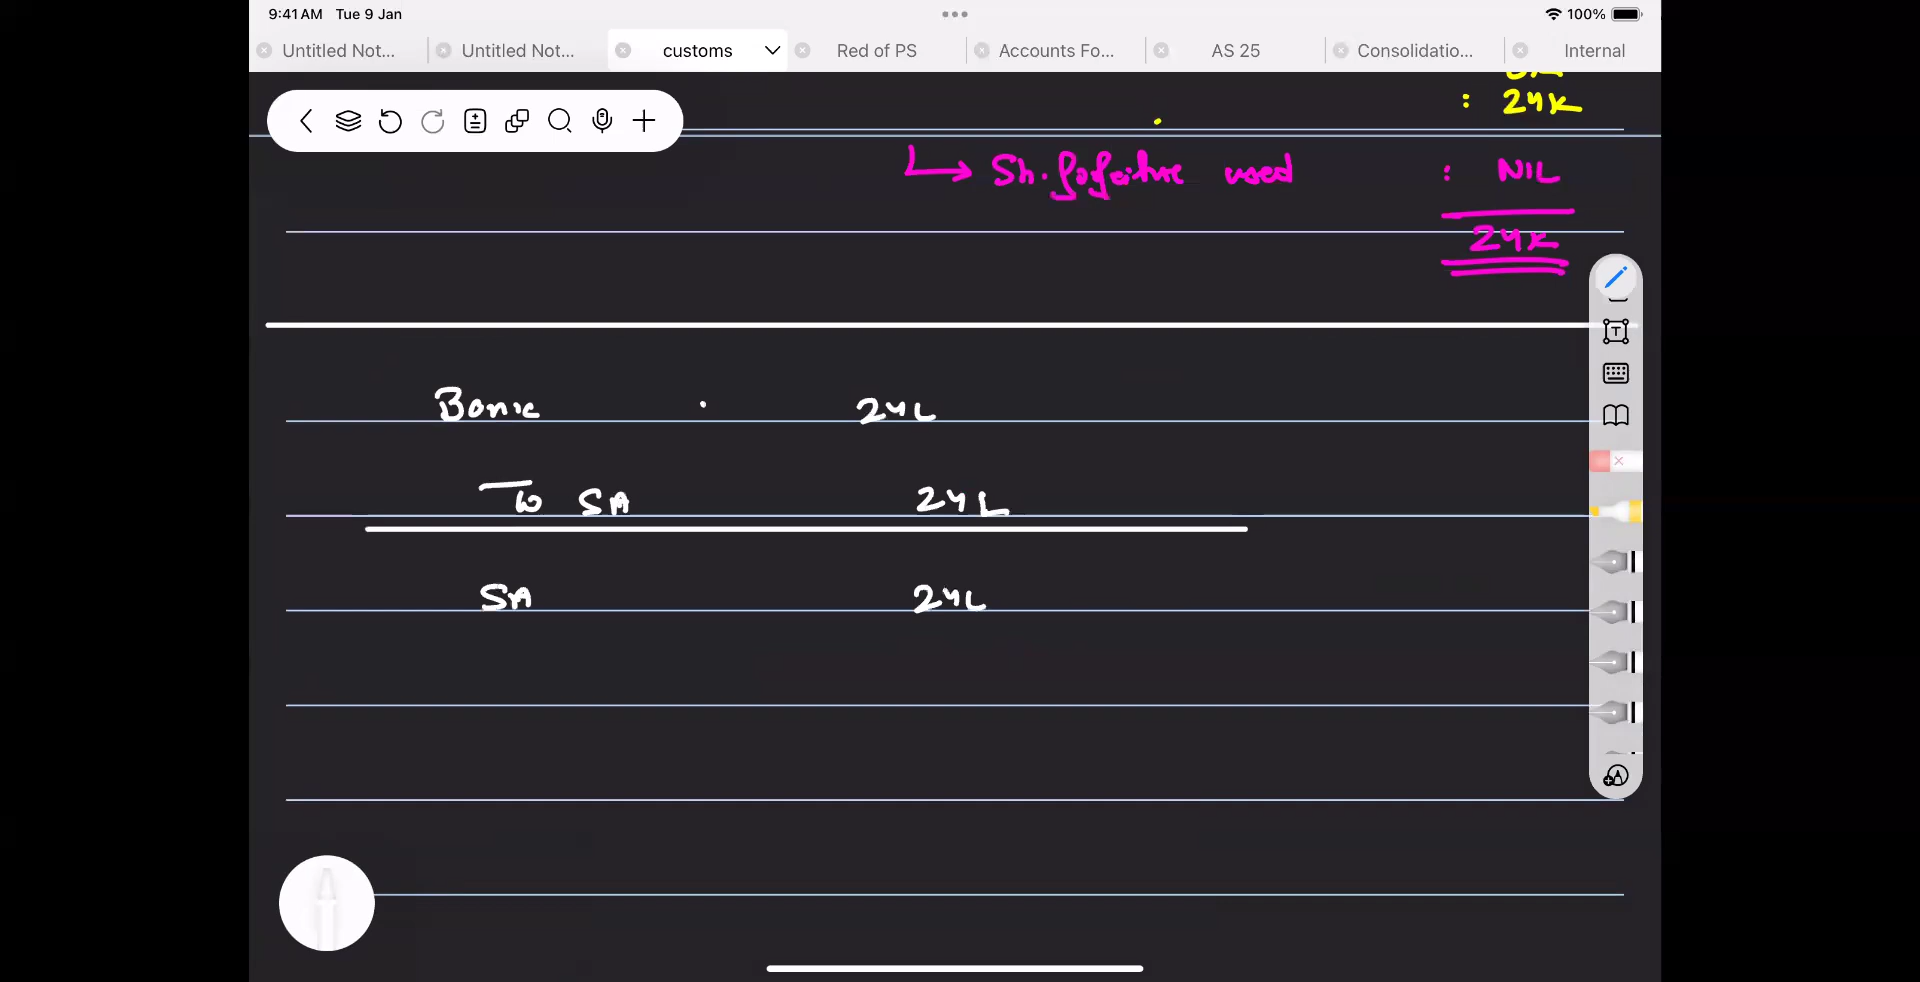 9:41 AM Tue 9 Jan 100%
Untitled Not... Untitled Not... customs Red of PS Accounts Fo... AS 25 Consolidatio... Internal
: 24K
Sh. forfeiture used : NIL
24K
Bank 24L
To SA 24L
SA 24L